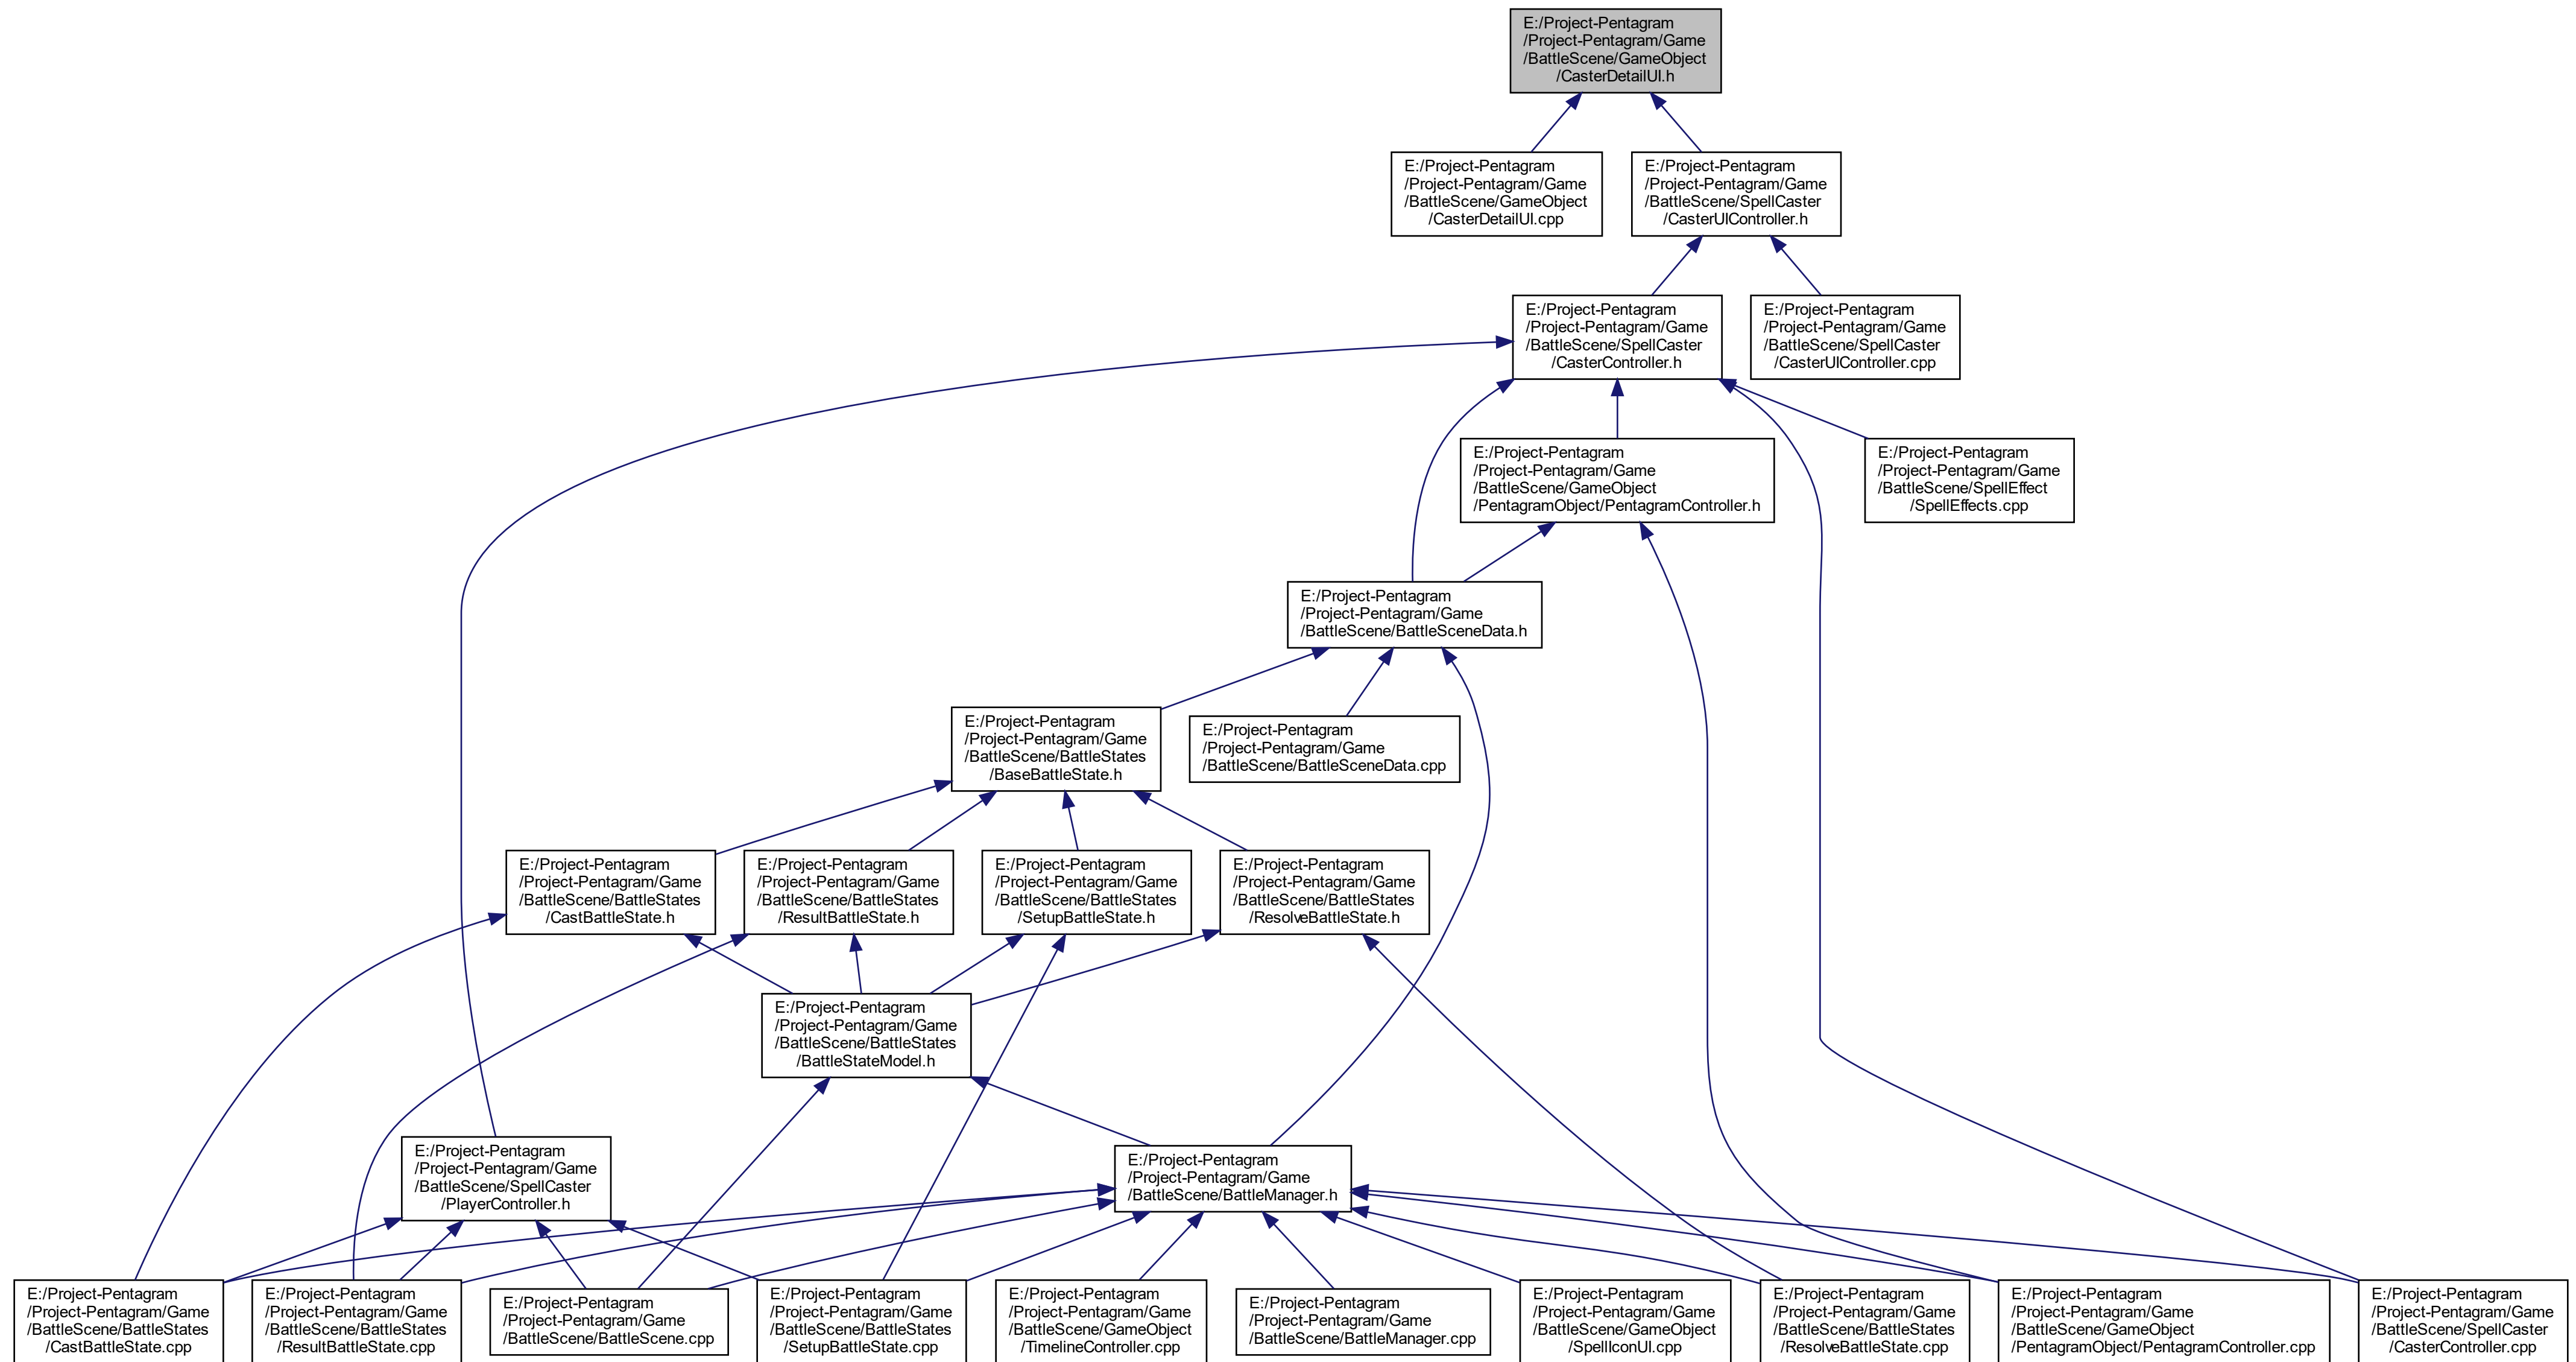 E:/Project-Pentagram
/Project-Pentagram/Game
/BattleScene/GameObject
/CasterDetailUI.h
E:/Project-Pentagram
/Project-Pentagram/Game
/BattleScene/GameObject
/CasterDetailUI.cpp
E:/Project-Pentagram
/Project-Pentagram/Game
/BattleScene/SpellCaster
/CasterUIController.h
E:/Project-Pentagram
/Project-Pentagram/Game
/BattleScene/SpellCaster
/CasterController.h
E:/Project-Pentagram
/Project-Pentagram/Game
/BattleScene/SpellCaster
/CasterUIController.cpp
E:/Project-Pentagram
/Project-Pentagram/Game
/BattleScene/GameObject
/PentagramObject/PentagramController.h
E:/Project-Pentagram
/Project-Pentagram/Game
/BattleScene/SpellEffect
/SpellEffects.cpp
E:/Project-Pentagram
/Project-Pentagram/Game
/BattleScene/BattleSceneData.h
E:/Project-Pentagram
/Project-Pentagram/Game
/BattleScene/BattleStates
/BaseBattleState.h
E:/Project-Pentagram
/Project-Pentagram/Game
/BattleScene/BattleSceneData.cpp
E:/Project-Pentagram
/Project-Pentagram/Game
/BattleScene/BattleStates
/CastBattleState.h
E:/Project-Pentagram
/Project-Pentagram/Game
/BattleScene/BattleStates
/ResultBattleState.h
E:/Project-Pentagram
/Project-Pentagram/Game
/BattleScene/BattleStates
/SetupBattleState.h
E:/Project-Pentagram
/Project-Pentagram/Game
/BattleScene/BattleStates
/ResolveBattleState.h
E:/Project-Pentagram
/Project-Pentagram/Game
/BattleScene/BattleStates
/BattleStateModel.h
E:/Project-Pentagram
/Project-Pentagram/Game
/BattleScene/SpellCaster
/PlayerController.h
E:/Project-Pentagram
/Project-Pentagram/Game
/BattleScene/BattleManager.h
E:/Project-Pentagram
/Project-Pentagram/Game
/BattleScene/BattleStates
/CastBattleState.cpp
E:/Project-Pentagram
/Project-Pentagram/Game
/BattleScene/BattleStates
/ResultBattleState.cpp
E:/Project-Pentagram
/Project-Pentagram/Game
/BattleScene/BattleScene.cpp
E:/Project-Pentagram
/Project-Pentagram/Game
/BattleScene/BattleStates
/SetupBattleState.cpp
E:/Project-Pentagram
/Project-Pentagram/Game
/BattleScene/GameObject
/TimelineController.cpp
E:/Project-Pentagram
/Project-Pentagram/Game
/BattleScene/BattleManager.cpp
E:/Project-Pentagram
/Project-Pentagram/Game
/BattleScene/GameObject
/SpellIconUI.cpp
E:/Project-Pentagram
/Project-Pentagram/Game
/BattleScene/BattleStates
/ResolveBattleState.cpp
E:/Project-Pentagram
/Project-Pentagram/Game
/BattleScene/GameObject
/PentagramObject/PentagramController.cpp
E:/Project-Pentagram
/Project-Pentagram/Game
/BattleScene/SpellCaster
/CasterController.cpp